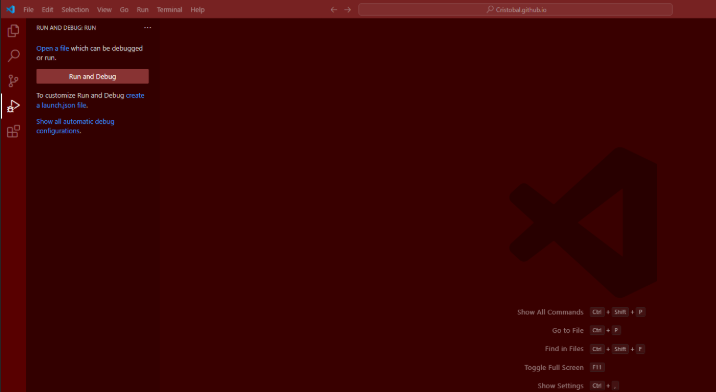 File Edit Selection View Go Run Terminal Help
Cristobal.github.io
RUN AND DEBUG: RUN
Open a file which can be debugged
or run.
Run and Debug
To customize Run and Debug create
a launch.json file.
Show all automatic debug
configurations.
Show All Commands Ctrl + Shift + P
Go to File Ctrl + P
Find in Files Ctrl + Shift + F
Toggle Full Screen F11
Show Settings Ctrl + ,